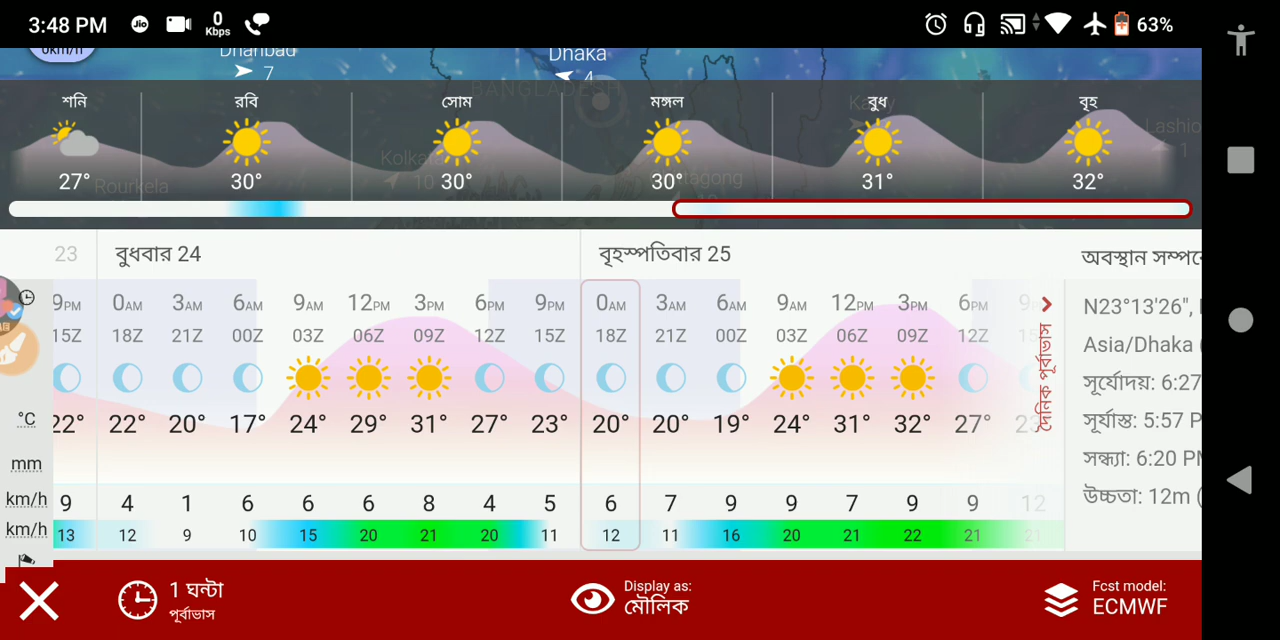 3:48 PM Jio 0 Kbps 63%
0km/h
Dhanbad Dhaka
7 4
BANGLADESH
শনি রবি সোম মঙ্গল বুধ বৃহ
Lashio
Kolkata
10 1
Rourkela
27° 30° 30° 30° 31° 32°
23 বুধবার 24 বৃহস্পতিবার 25
9PM 0AM 3AM 6AM 9AM 12PM 3PM 6PM 9PM 0AM 3AM 6AM 9AM 12PM 3PM 6PM
15Z 18Z 21Z 00Z 03Z 06Z 09Z 12Z 15Z 18Z 21Z 00Z 03Z 06Z 09Z 12Z
°C 22° 22° 20° 17° 24° 29° 31° 27° 23° 20° 20° 19° 24° 31° 32° 27° 23
mm
km/h 9 4 1 6 6 6 8 4 5 6 7 9 9 7 9 9 12
km/h 13 12 9 10 15 20 21 20 11 12 11 16 20 21 22 21 21
দৈনিক পূর্বাভাস
অবস্থান সম্পর্কে
N23°13'26",
Asia/Dhaka
সূর্যোদয়: 6:27
সূর্যাস্ত: 5:57 P
সন্ধ্যা: 6:20 PM
উচ্চতা: 12m (
1 ঘন্টা
পূর্বাভাস
Display as:
মৌলিক
Fcst model:
ECMWF